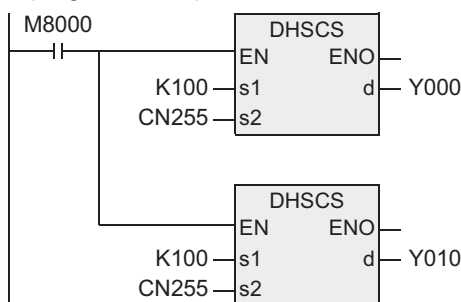 M8000
DHSCS
EN ENO
K100 s1 d Y000
CN255 s2
DHSCS
EN ENO
K100 s1 d Y010
CN255 s2